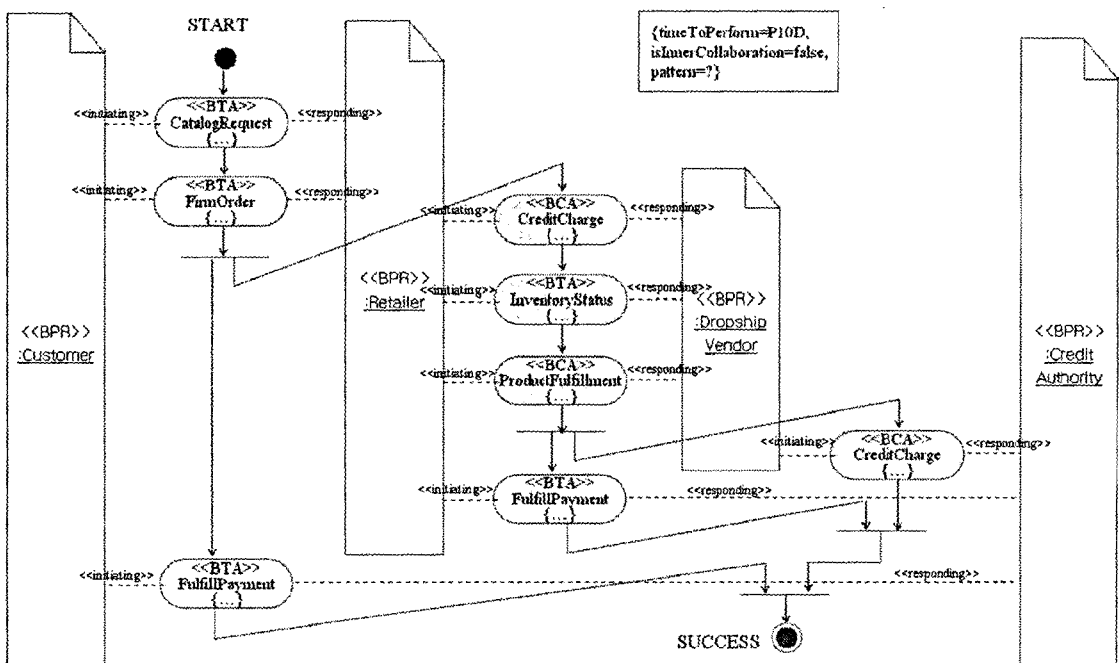 START
{timeToPerform=P10D,
isInnerCollaboration=false,
pattern=?}
<<initiating>>
<<BTA>>
CatalogRequest
{...}
<<responding>>
<<initiating>>
<<BTA>>
FirmOrder
{...}
<<responding>>
<<initiating>>
<<BCA>>
CreditCharge
{...}
<<responding>>
<<BPR>>
:Customer
<<BPR>>
:Retailer
<<initiating>>
<<BTA>>
InventoryStatus
{...}
<<responding>>
<<BPR>>
:Dropship
Vendor
<<BPR>>
:Credit
Authority
<<initiating>>
<<BCA>>
ProductFulfillment
{...}
<<responding>>
<<initiating>>
<<BCA>>
CreditCharge
{...}
<<responding>>
<<initiating>>
<<BTA>>
FulfillPayment
{...}
<<responding>>
<<initiating>>
<<BTA>>
FulfillPayment
{...}
<<responding>>
SUCCESS